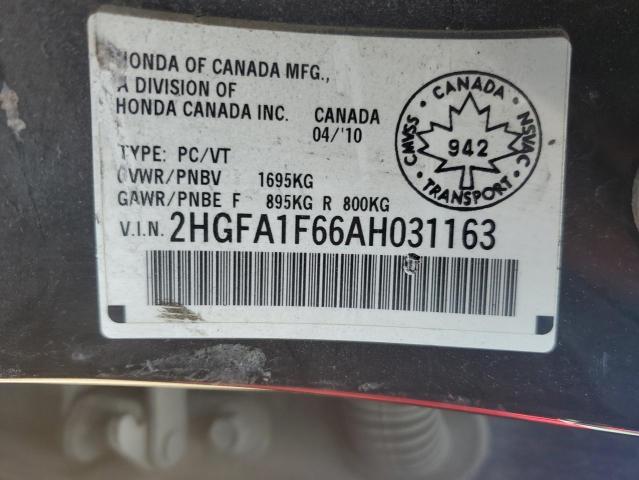 HONDA OF CANADA MFG.,
A DIVISION OF
HONDA CANADA INC. CANADA
04/'10
TYPE: PC/VT
GVWR/PNBV 1695KG
GAWR/PNBE F 895KG R 800KG
V.I.N. 2HGFA1F66AH031163
• CANADA •
CMVSS
942
NSVAC
TRANSPORT